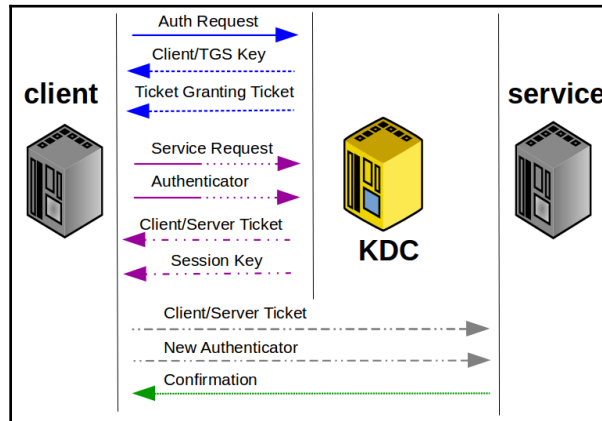 Auth Request
Client/TGS Key
client
Ticket Granting Ticket
service
Service Request
Authenticator
Client/Server Ticket
KDC
Session Key
Client/Server Ticket
New Authenticator
Confirmation